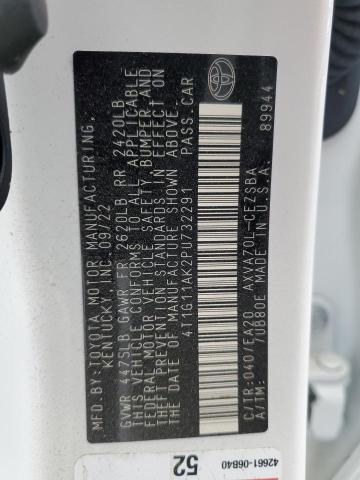 MFD.BY:TOYOTA MOTOR MANUFACTURING,
KENTUCKY, INC. 09/22
GVWR 4475LB GAWR FR 2620LB RR 2420LB
THIS VEHICLE CONFORMS TO ALL APPLICABLE
FEDERAL MOTOR VEHICLE SAFETY, BUMPER, AND
THEFT PREVENTION STANDARDS IN EFFECT ON
THE DATE OF MANUFACTURE SHOWN ABOVE.
4T1G11AK2PU732291 PASS.CAR
C/TR:040/EA20 AXVA70L-CEZSBA
A/TM: 70B80E MADE IN U.S.A. 89944
42661-06B40
52